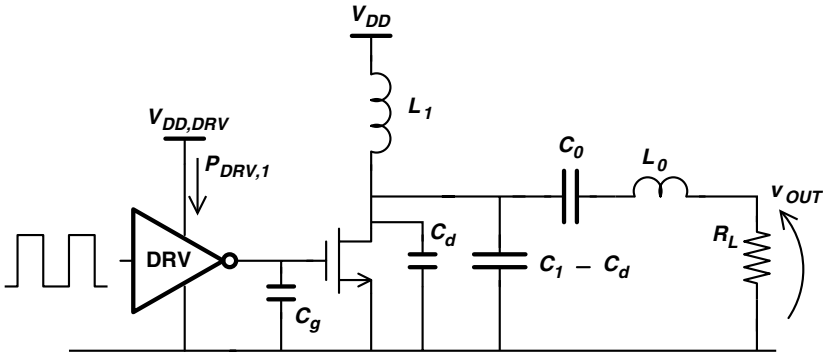 V_DD
L_1
V_DD,DRV
P_DRV,1
C_0
L_0
v_OUT
DRV
C_d
R_L
C_1 – C_d
C_g